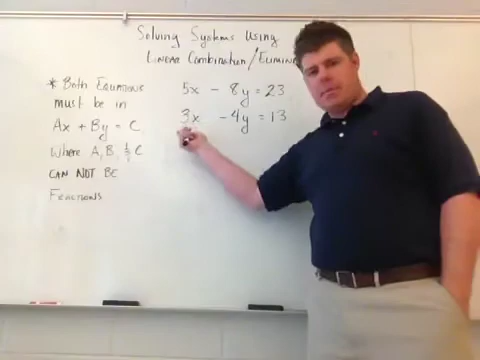 Solving Systems Using
Linear Combination/Elimin
* Both Equations
must be in
Ax + By = C
Where A, B, & C
CAN NOT BE
Fractions
5x - 8y = 23
3x - 4y = 13